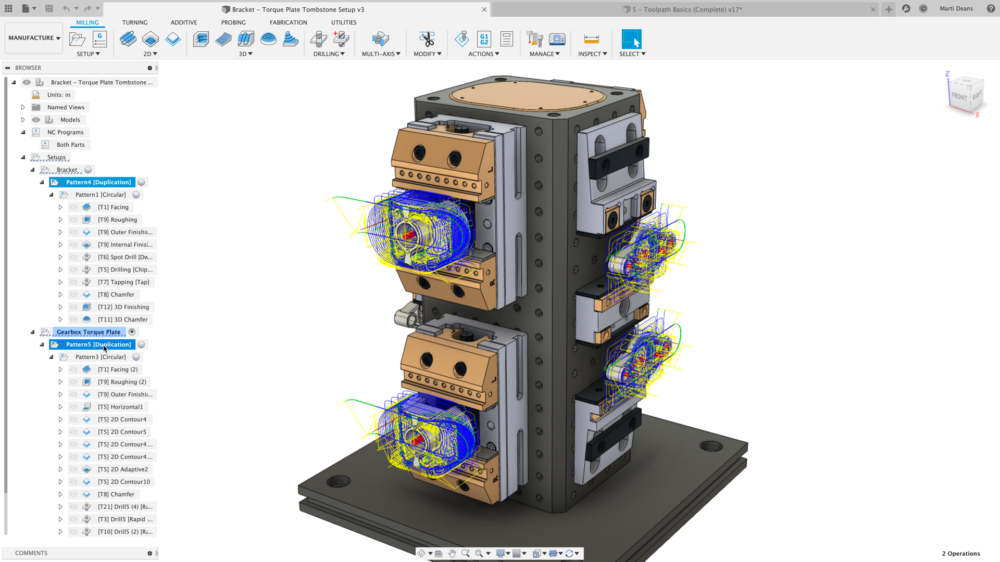 Bracket – Torque Plate Tombstone Setup v3
5 – Toolpath Basics (Complete) v17*
Marti Deans
MANUFACTURE
MILLING
TURNING
ADDITIVE
PROBING
FABRICATION
UTILITIES
G
G1
G2
SETUP
2D
3D
DRILLING
MULTI-AXIS
MODIFY
ACTIONS
MANAGE
INSPECT
SELECT
BROWSER
Bracket – Torque Plate Tombstone ...
Units: in
Named Views
Models
NC Programs
Both Parts
Setups
Bracket
Pattern4 [Duplication]
Pattern1 [Circular]
[T1] Facing
[T9] Roughing
[T9] Outer Finishi...
[T9] Internal Finisl...
[T6] Spot Drill [Dw...
[T5] Drilling [Chip...
[T7] Tapping [Tap]
[T8] Chamfer
[T12] 3D Finishing
[T11] 3D Chamfer
Gearbox Torque Plate
Pattern5 [Duplication]
Pattern3 [Circular]
[T1] Facing (2)
[T9] Roughing (2)
[T9] Outer Finishi...
[T5] Horizontal1
[T5] 2D Contour4
[T5] 2D Contour5
[T5] 2D Contour4 ...
[T5] 2D Contour4 ...
[T5] 2D Adaptive2
[T5] 2D Contour10
[T8] Chamfer
[T21] Drill5 (4) [Ra...
[T3] Drill5 [Rapid ...
[T10] Drill5 (2) [Ra...
COMMENTS
Z
FRONT
RIGHT
X
L
R
L
R
2 Operations